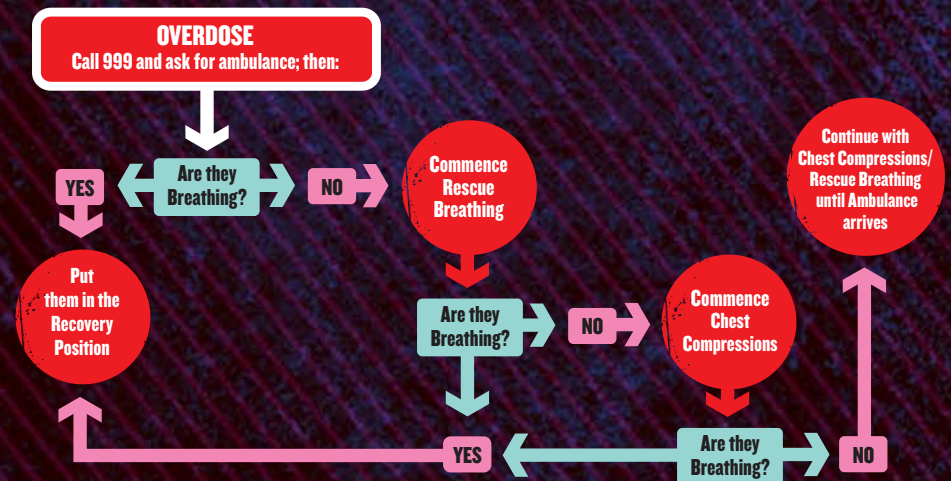 OVERDOSE
Call 999 and ask for ambulance; then:
Are they
Breathing?
YES
NO
Commence
Rescue
Breathing
Continue with
Chest Compressions/
Rescue Breathing
until Ambulance
arrives
Put
them in the
Recovery
Position
Are they
Breathing?
NO
Commence
Chest
Compressions
YES
Are they
Breathing?
NO